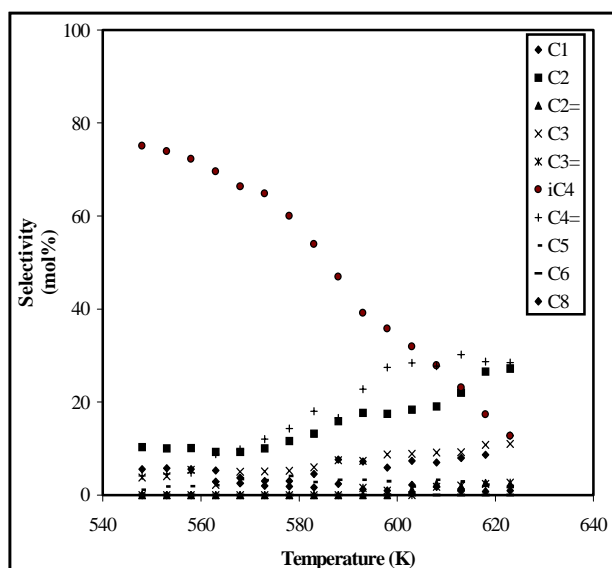 100
80
60
40
20
0
Selectivity
(mol%)
540
560
580
600
620
640
Temperature (K)
C1
C2
C2=
C3
C3=
iC4
C4=
C5
C6
C8